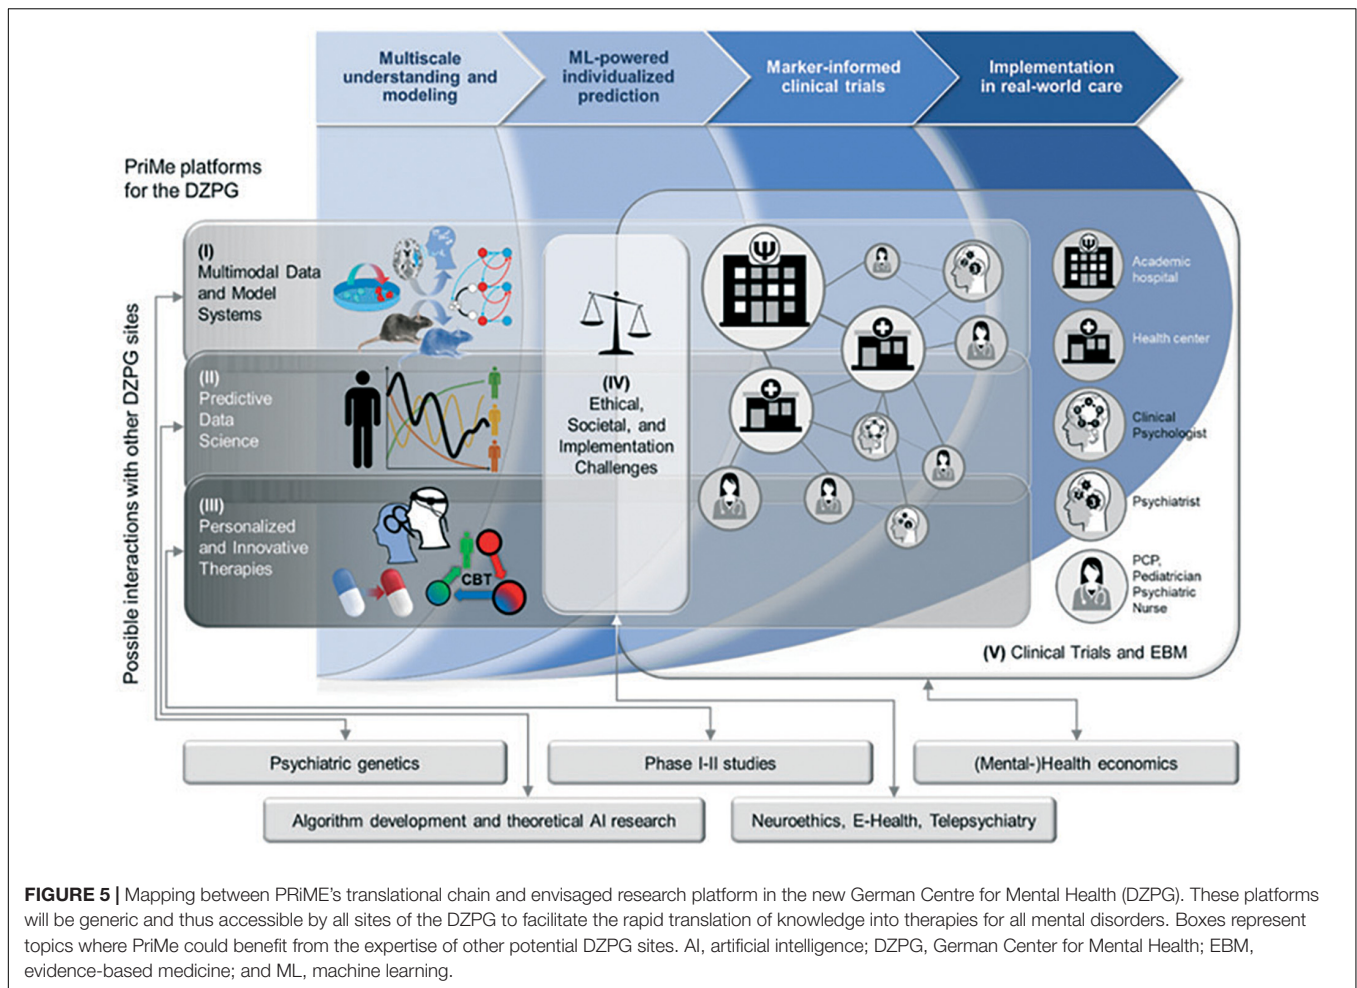 Multiscale
understanding and
modeling
ML-powered
individualized
prediction
Marker-informed
clinical trials
Implementation
in real-world care
PriMe platforms
for the DZPG
Possible interactions with other DZPG sites
(I)
Multimodal Data
and Model
Systems
(II)
Predictive
Data
Science
(III)
Personalized
and Innovative
Therapies
CBT
(IV)
Ethical,
Societal, and
Implementation
Challenges
Ψ
Ψ
Academic
hospital
Health center
Clinical
Psychologist
Psychiatrist
PCP,
Pediatrician
Psychiatric
Nurse
(V) Clinical Trials and EBM
Psychiatric genetics
Phase I-II studies
(Mental-)Health economics
Algorithm development and theoretical AI research
Neuroethics, E-Health, Telepsychiatry
FIGURE 5 | Mapping between PRiME's translational chain and envisaged research platform in the new German Centre for Mental Health (DZPG). These platforms
will be generic and thus accessible by all sites of the DZPG to facilitate the rapid translation of knowledge into therapies for all mental disorders. Boxes represent
topics where PriMe could benefit from the expertise of other potential DZPG sites. AI, artificial intelligence; DZPG, German Center for Mental Health; EBM,
evidence-based medicine; and ML, machine learning.